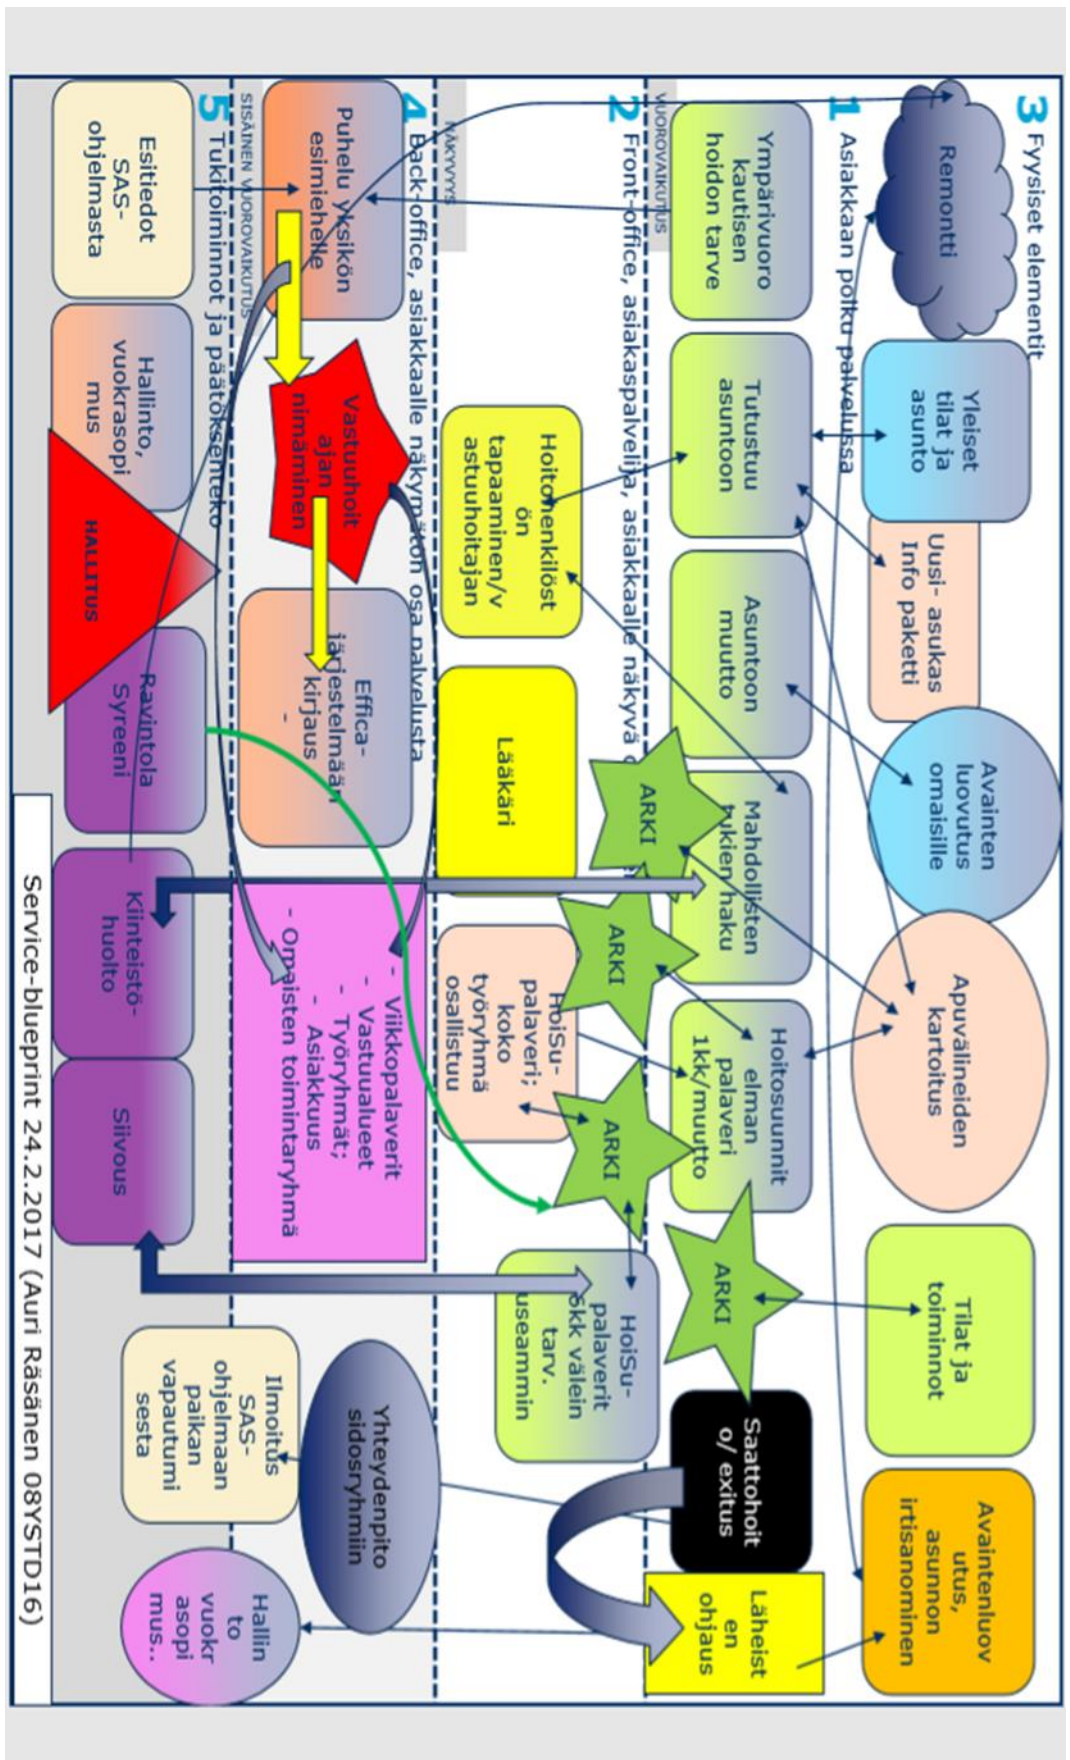 3 Fyysiset elementit
Remontti
Yleiset
tilat ja
asunto
Uusi- asukas
Info paketti
Avainten
luovutus
omaisille
Apuvälineiden
kartoitus
Tilat ja
toiminnot
Avaintenluov
utus,
asunnon
irtisanominen
1 Asiakkaan polku palvelussa
Ympärivuoro
kautisen
hoidon tarve
Tutustuu
asuntoon
Asuntoon
muutto
Mahdollisten
tukien haku
Hoitosuunnit
elman
palaveri
1kk/muutto
ARKI
Saattohoit
o/ exitus
Läheist
en
ohjaus
VUOROVAIKUTUS
2 Front-office, asiakaspalvelija, asiakkaalle näkyvä
Hoitohenkilöst
ön
tapaaminen/v
astuuhoitajan
Lääkäri
ARKI
ARKI
ARKI
HoiSu-
palaveri;
koko
työryhmä
osallistuu
HoiSu-
palaverit
6kk välein
tarv.
useammin
NÄKYVYYS
4 Back-office, asiakkaalle näkymätön osa palvelusta
Puhelu yksikön
esimiehelle
Vastuuhoit
ajan
nimäminen
Effica-
järjestelmään
kirjaus
-
- Viikkopalaverit
- Vastuualueet
- Työryhmät;
- Asiakkuus
- Omaisten toimintaryhmä
Yhteydenpito
sidosryhmiin
SISÄINEN VUOROVAIKUTUS
5 Tukitoiminnot ja päätöksenteko
Esitiedot
SAS-
ohjelmasta
Hallinto,
vuokrasopi
mus
HALLITUS
Ravintola
Syreeni
Kiinteistö-
huolto
Siivous
Ilmoitus
SAS-
ohjelmaan
paikan
vapautumi
sesta
Hallin
to
vuokr
asopi
mus..
Service-blueprint 24.2.2017 (Auri Räsänen 08YSTD16)